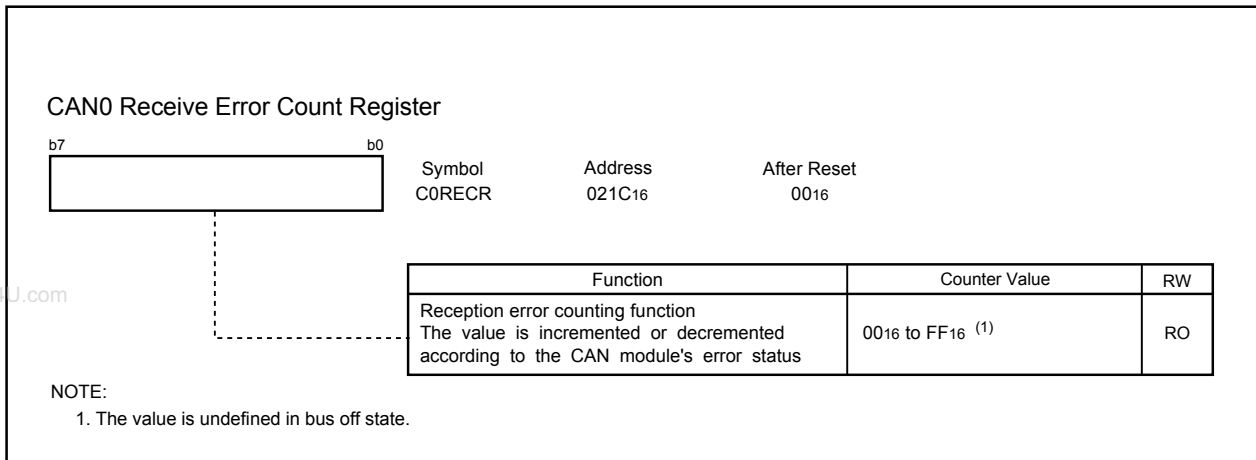 CAN0 Receive Error Count Register
b7 b0
Symbol Address After Reset
C0RECR 021C16 0016
Function Counter Value RW
Reception error counting function
The value is incremented or decremented
according to the CAN module's error status
0016 to FF16 (1)
RO
4U.com
NOTE:
1. The value is undefined in bus off state.